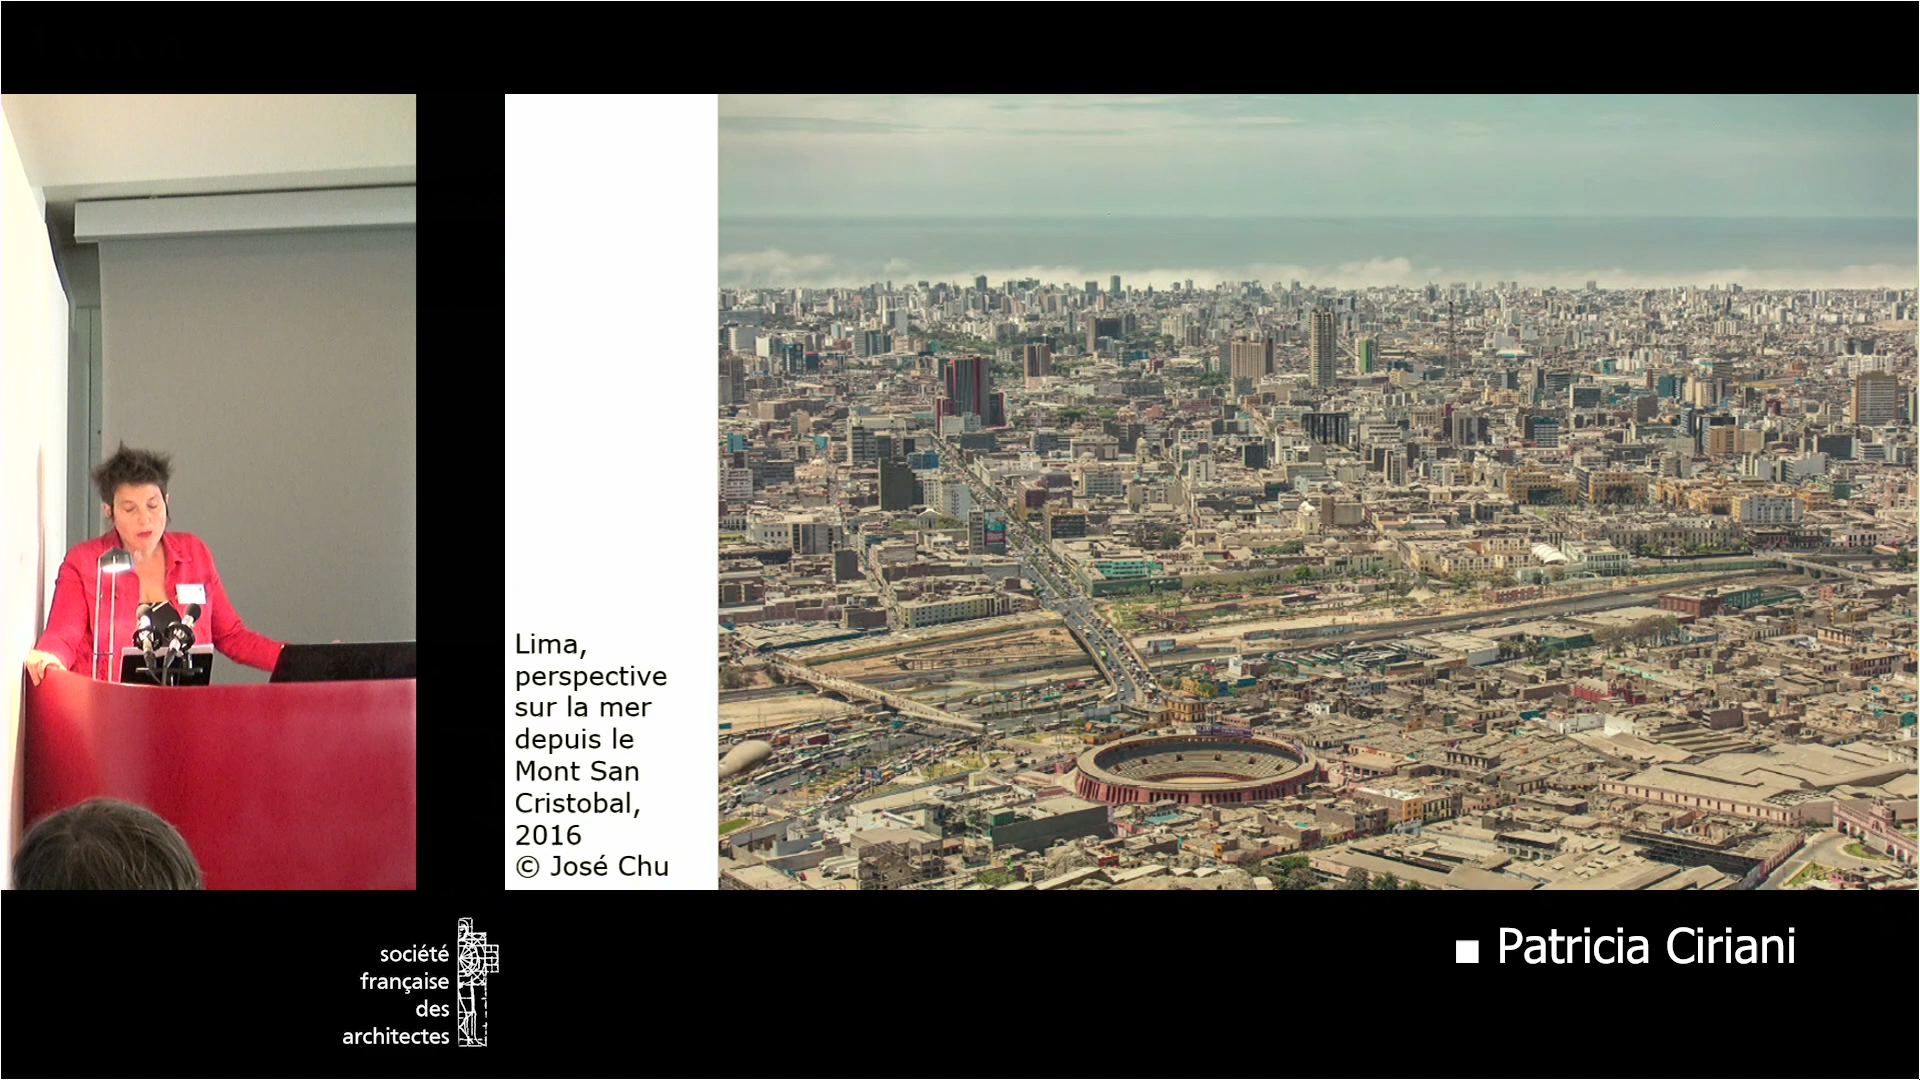 Lima,
perspective
sur la mer
depuis le
Mont San
Cristobal,
2016
© José Chu
société
française
des
architectes
Patricia Ciriani